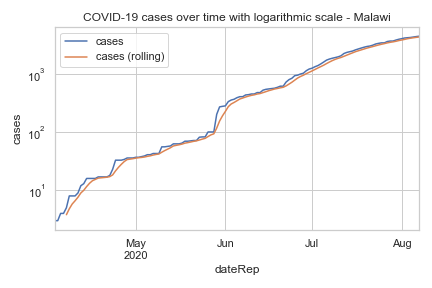 COVID-19 cases over time with logarithmic scale - Malawi
cases
cases (rolling)
10³
10²
10¹
cases
May
2020
Jun
Jul
Aug
dateRep